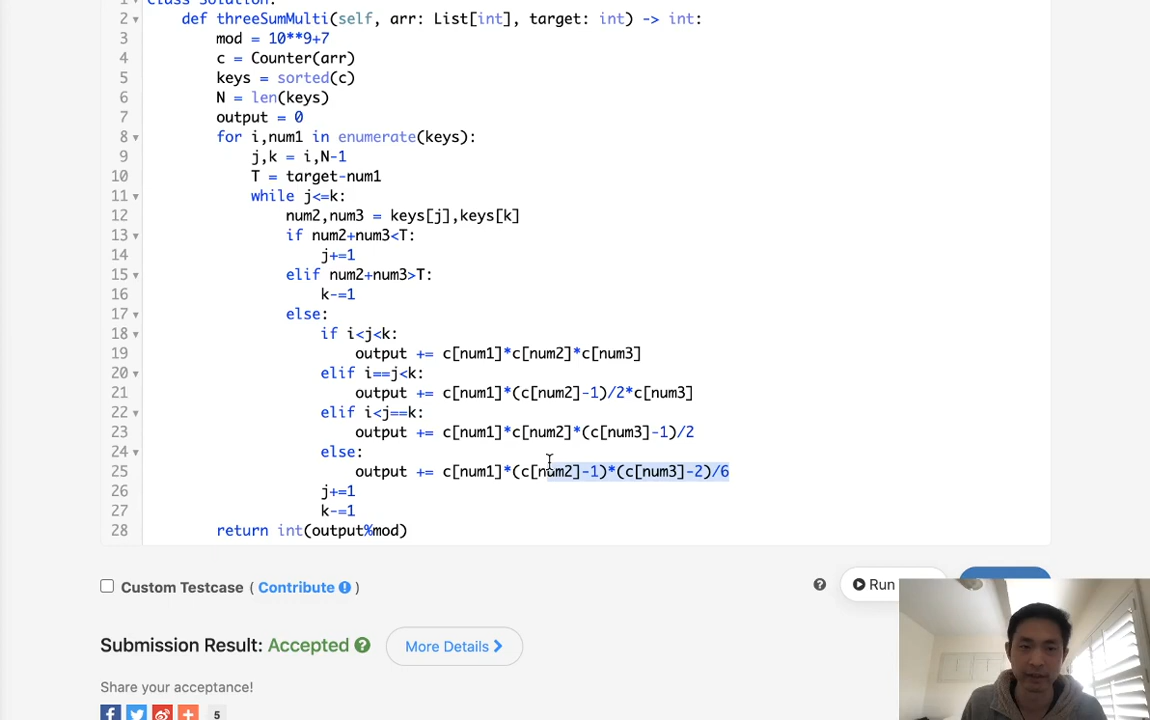 class Solution:
2 def threeSumMulti(self, arr: List[int], target: int) -> int:
3 mod = 10**9+7
4 c = Counter(arr)
5 keys = sorted(c)
6 N = len(keys)
7 output = 0
8 for i,num1 in enumerate(keys):
9 j,k = i,N-1
10 T = target-num1
11 while j<=k:
12 num2,num3 = keys[j],keys[k]
13 if num2+num3<T:
14 j+=1
15 elif num2+num3>T:
16 k-=1
17 else:
18 if i<j<k:
19 output += c[num1]*c[num2]*c[num3]
20 elif i==j<k:
21 output += c[num1]*(c[num2]-1)/2*c[num3]
22 elif i<j==k:
23 output += c[num1]*c[num2]*(c[num3]-1)/2
24 else:
25 output += c[num1]*(c[num2]-1)*(c[num3]-2)/6
26 j+=1
27 k-=1
28 return int(output%mod)
Custom Testcase ( Contribute )
Run
Submission Result: Accepted
More Details
Share your acceptance!
5